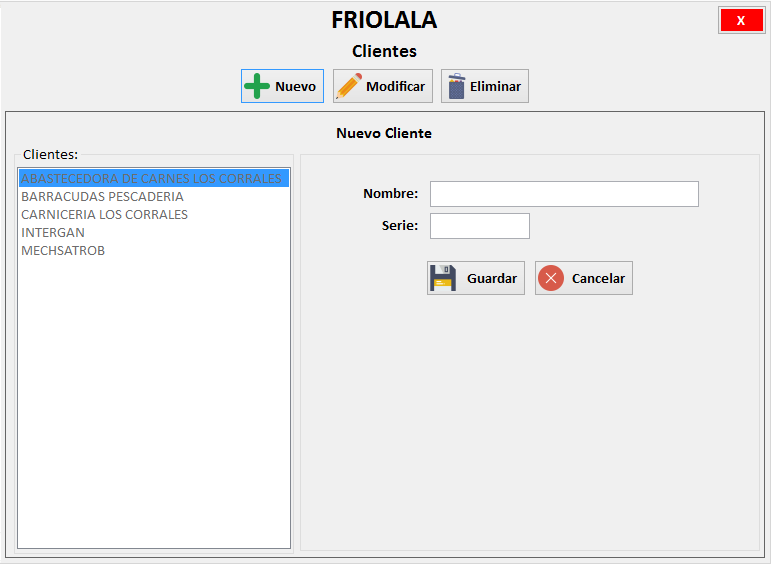 FRIOLALA
X
Clientes
Nuevo
Modificar
Eliminar
Nuevo Cliente
Clientes:
ABASTECEDORA DE CARNES LOS CORRALES
BARRACUDAS PESCADERIA
CARNICERIA LOS CORRALES
INTERGAN
MECHSATROB
Nombre:
Serie:
Guardar
Cancelar